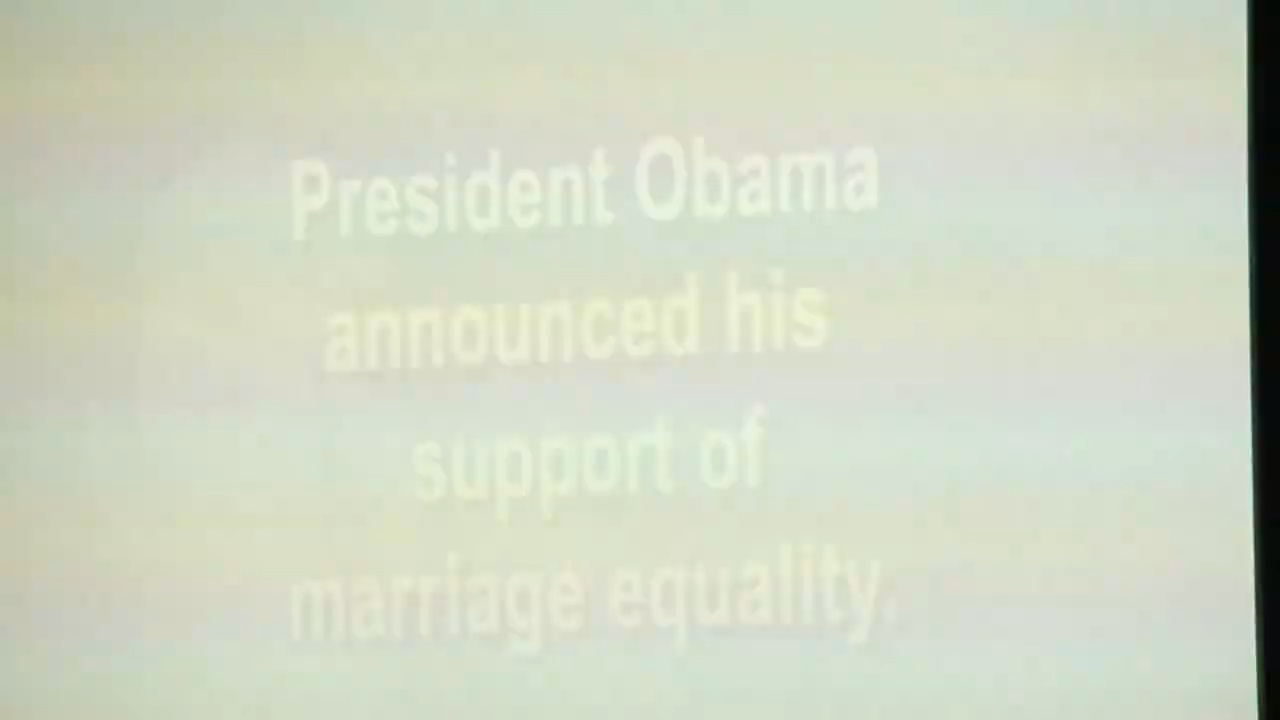 President Obama
announced his
support of
marriage equality.